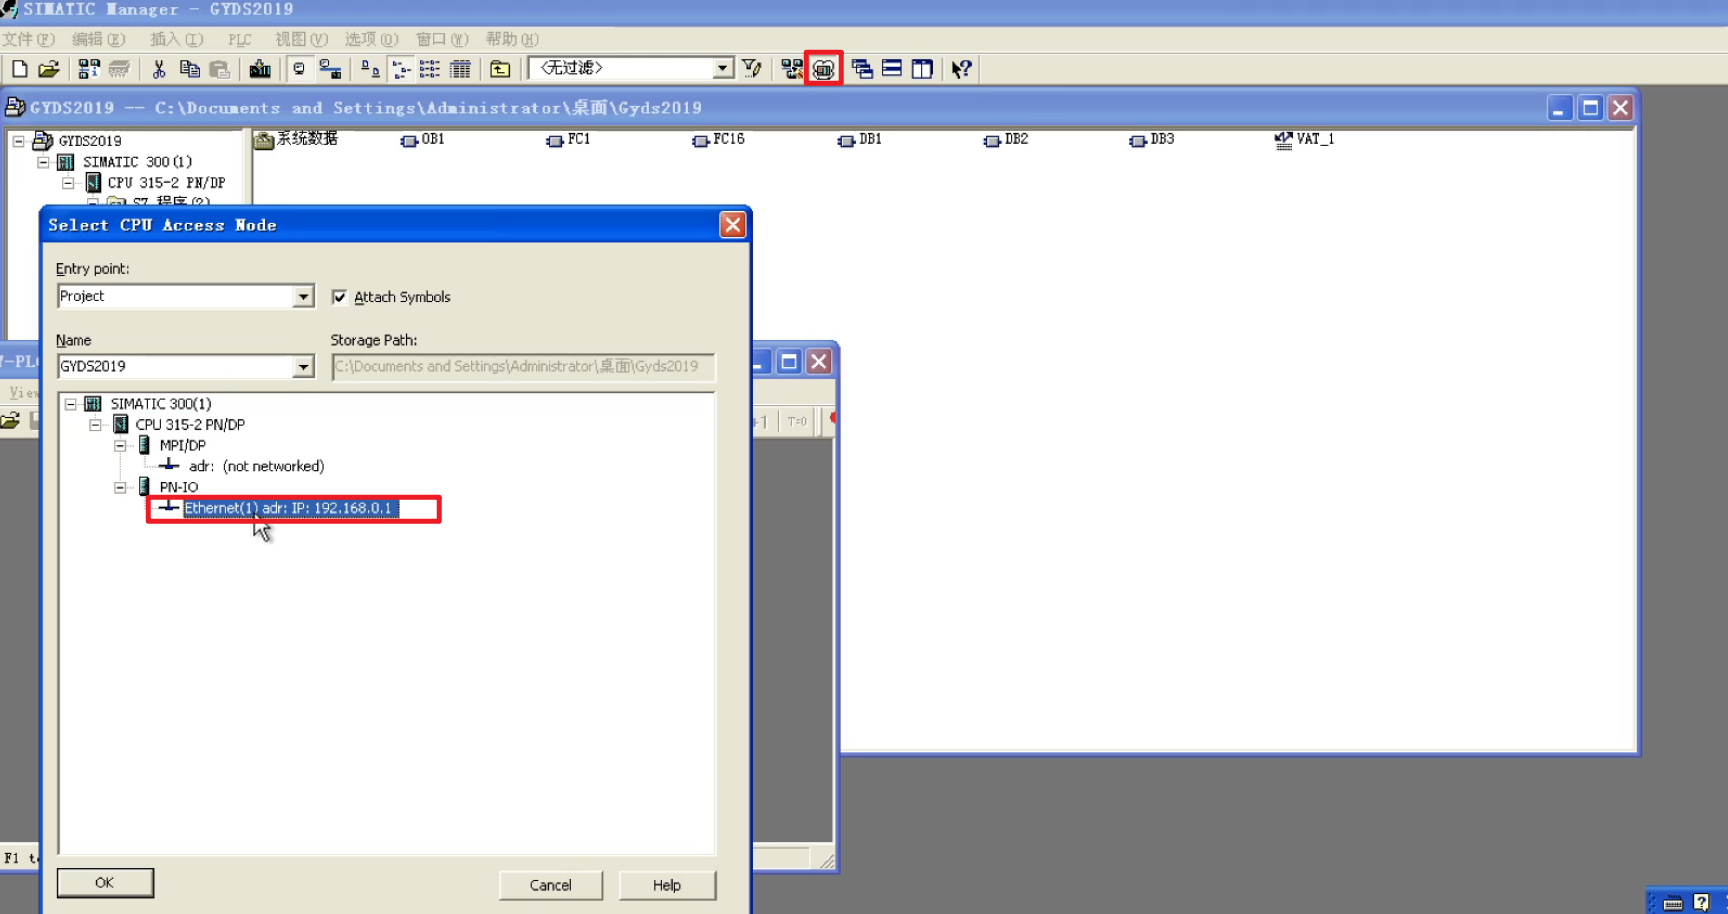 SIMATIC Manager - GYDS2019
文件(F) 编辑(E) 插入(I) PLC 视图(V) 选项(O) 窗口(W) 帮助(H)
<无过滤>
GYDS2019 -- C:\Documents and Settings\Administrator\桌面\Gyds2019
GYDS2019
SIMATIC 300(1)
CPU 315-2 PN/DP
S7 程序(2)
系统数据 OB1 FC1 FC16 DB1 DB2 DB3 VAT_1
Select CPU Access Node
Entry point:
Project
Attach Symbols
Name
Storage Path:
GYDS2019
C:\Documents and Settings\Administrator\桌面\Gyds2019
SIMATIC 300(1)
CPU 315-2 PN/DP
MPI/DP
adr: (not networked)
PN-IO
Ethernet(1) adr: IP: 192.168.0.1
OK
Cancel
Help
View
+1 T=0
F1